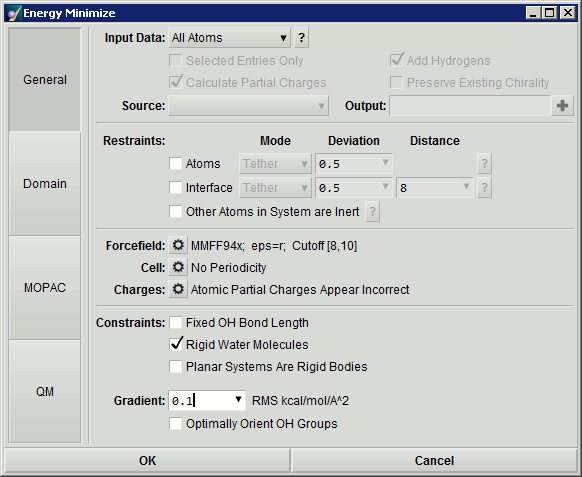 Energy Minimize
General
Domain
MOPAC
QM
Input Data: All Atoms ?
Selected Entries Only Add Hydrogens
Calculate Partial Charges Preserve Existing Chirality
Source: Output:
Mode Deviation Distance
Restraints:
Atoms Tether 0.5 ?
Interface Tether 0.5 8 ?
Other Atoms in System are Inert ?
Forcefield: MMFF94x; eps=r; Cutoff [8,10]
Cell: No Periodicity
Charges: Atomic Partial Charges Appear Incorrect
Constraints: Fixed OH Bond Length
Rigid Water Molecules
Planar Systems Are Rigid Bodies
Gradient: 0.1 RMS kcal/mol/A^2
Optimally Orient OH Groups
OK Cancel